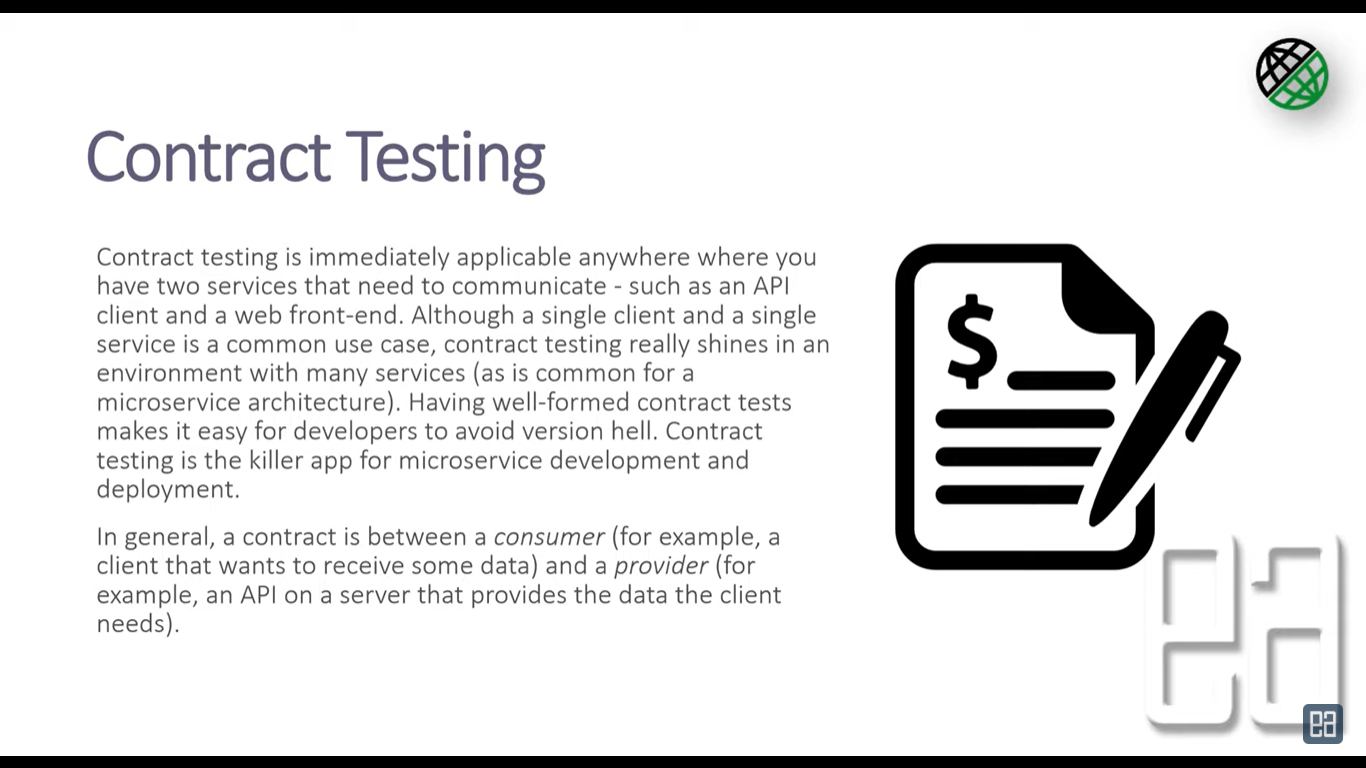 Contract Testing
Contract testing is immediately applicable anywhere where you
have two services that need to communicate - such as an API
client and a web front-end. Although a single client and a single
service is a common use case, contract testing really shines in an
environment with many services (as is common for a
microservice architecture). Having well-formed contract tests
makes it easy for developers to avoid version hell. Contract
testing is the killer app for microservice development and
deployment.
In general, a contract is between a consumer (for example, a
client that wants to receive some data) and a provider (for
example, an API on a server that provides the data the client
needs).
$
ea
ea